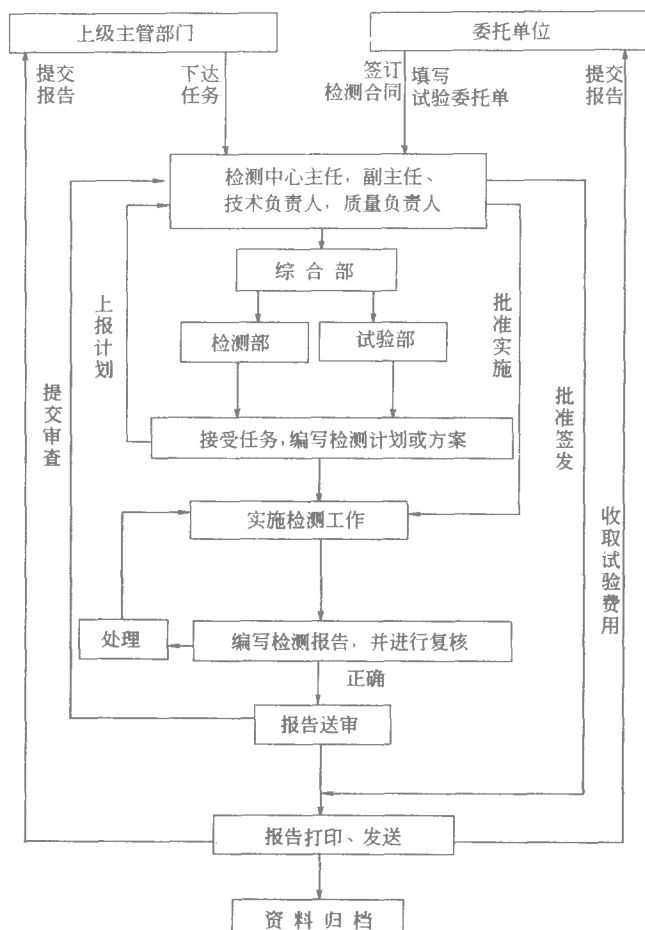 上级主管部门
委托单位
提交
报告
下达
任务
签订
检测合同
填写
试验委托单
提交
报告
检测中心主任，副主任、
技术负责人，质量负责人
综合部
检测部
试验部
上报计划
批准实施
提交审查
批准签发
接受任务，编写检测计划或方案
实施检测工作
收取试验费用
处理
编写检测报告，并进行复核
正确
报告送审
报告打印、发送
资料归档